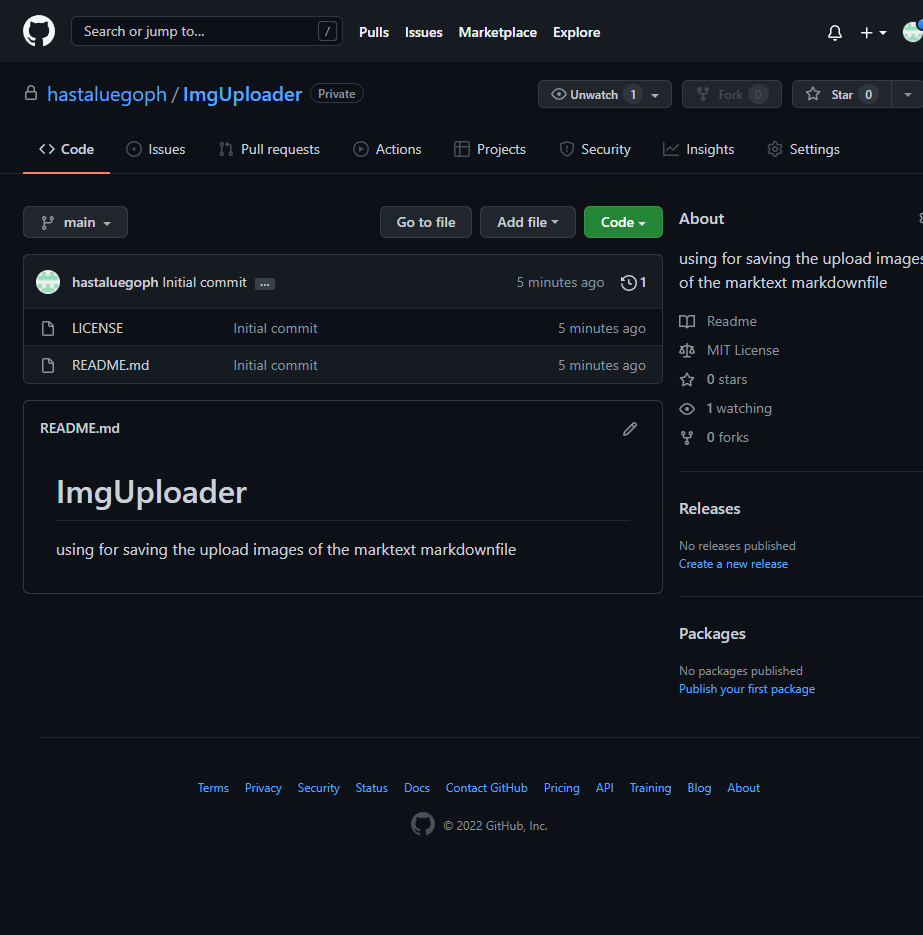 Search or jump to... /
Pulls Issues Marketplace Explore
hastaluegoph / ImgUploader Private
Unwatch 1 Fork 0 Star 0
Code Issues Pull requests Actions Projects Security Insights Settings
main Go to file Add file Code
hastaluegoph Initial commit ... 5 minutes ago 1
LICENSE Initial commit 5 minutes ago
README.md Initial commit 5 minutes ago
README.md
ImgUploader
using for saving the upload images of the marktext markdownfile
About
using for saving the upload images
of the marktext markdownfile
Readme
MIT License
0 stars
1 watching
0 forks
Releases
No releases published
Create a new release
Packages
No packages published
Publish your first package
Terms Privacy Security Status Docs Contact GitHub Pricing API Training Blog About
© 2022 GitHub, Inc.